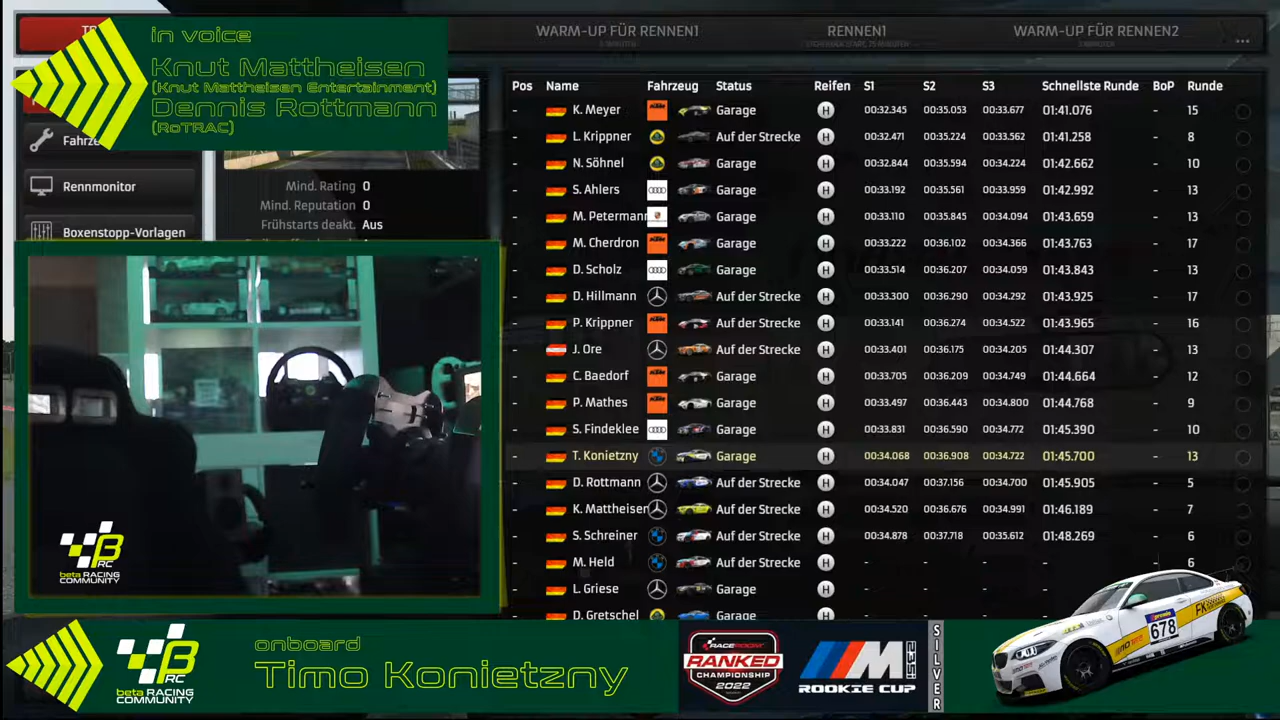 in voice
Knut Mattheisen
(Knut Mattheisen Entertainment)
Dennis Rottmann
(RoTRAC)
WARM-UP FÜR RENNEN1
RENNEN1
WARM-UP FÜR RENNEN2
...
Rennmonitor
Boxenstopp-Vorlagen
Mind. Rating 0
Mind. Reputation 0
Frühstarts deakt. Aus
Pos Name Fahrzeug Status Reifen S1 S2 S3 Schnellste Runde BoP Runde
- K. Meyer KTM Garage H 00:32.345 00:35.053 00:33.677 01:41.076 - 15
- L. Krippner Auf der Strecke H 00:32.471 00:35.224 00:33.562 01:41.258 - 8
- N. Söhnel Garage H 00:32.844 00:35.594 00:34.224 01:42.662 - 10
- S. Ahlers Garage H 00:33.192 00:35.561 00:33.959 01:42.992 - 13
- M. Petermann Garage H 00:33.110 00:35.845 00:34.094 01:43.659 - 13
- M. Cherdron KTM Garage H 00:33.222 00:36.102 00:34.366 01:43.763 - 17
- D. Scholz Garage H 00:33.514 00:36.207 00:34.059 01:43.843 - 13
- D. Hillmann Auf der Strecke H 00:33.300 00:36.290 00:34.292 01:43.925 - 17
- P. Krippner KTM Auf der Strecke H 00:33.141 00:36.274 00:34.522 01:43.965 - 16
- J. Ore Auf der Strecke H 00:33.401 00:36.175 00:34.205 01:44.307 - 13
- C. Baedorf KTM Garage H 00:33.705 00:36.209 00:34.749 01:44.664 - 12
- P. Mathes KTM Garage H 00:33.497 00:36.443 00:34.800 01:44.768 - 9
- S. Findeklee Garage H 00:33.831 00:36.590 00:34.772 01:45.390 - 10
- T. Konietzny Garage H 00:34.068 00:36.908 00:34.722 01:45.700 - 13
- D. Rottmann Auf der Strecke H 00:34.047 00:37.156 00:34.700 01:45.905 - 5
- K. Mattheisen Auf der Strecke H 00:34.520 00:36.676 00:34.991 01:46.189 - 7
- S. Schreiner Auf der Strecke H 00:34.878 00:37.718 00:35.612 01:48.269 - 6
- M. Held Auf der Strecke H - - - - - 6
- L. Griese Garage H - - - -
- D. Gretschel Garage H
B RC
beta RACING
COMMUNITY
B RC
beta RACING
COMMUNITY
onboard
Timo Konietzny
RACEROOM
RANKED
CHAMPIONSHIP
2022
M 235i
ROOKIE CUP
SILVER
678